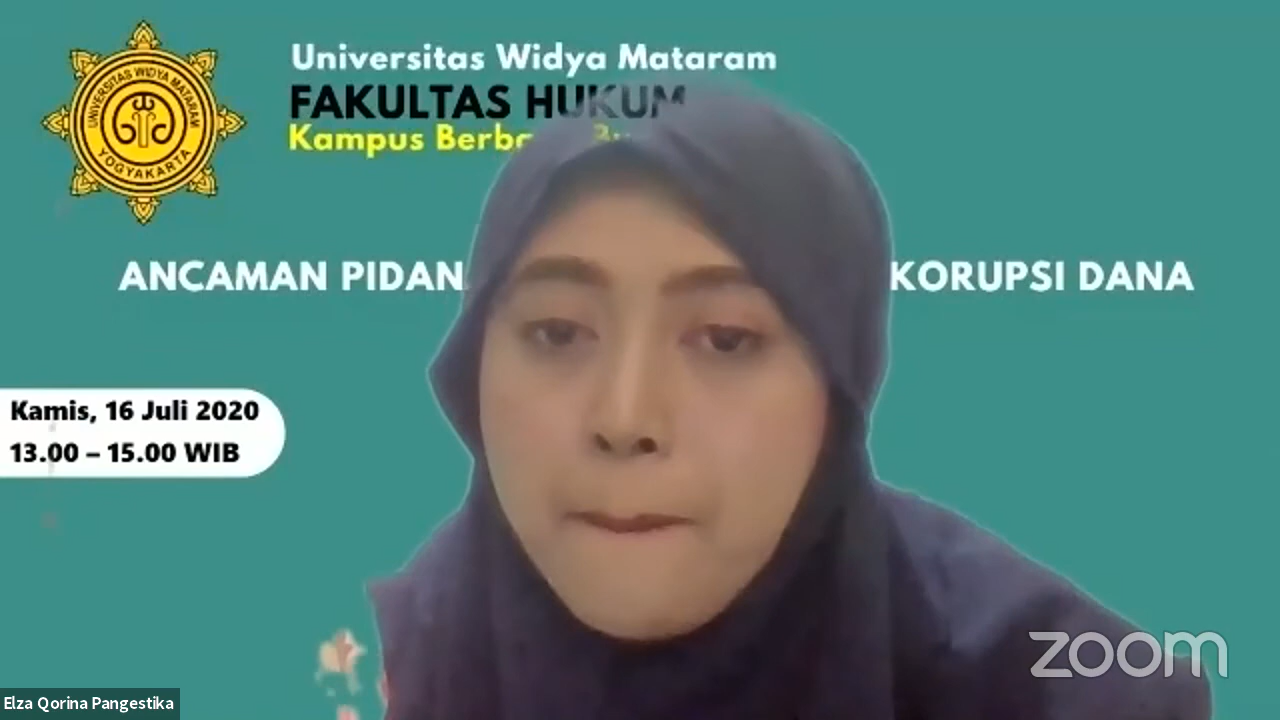 UNIVERSITAS WIDYA MATARAM
YOGYAKARTA
Universitas Widya Mataram
FAKULTAS HUKUM
Kampus
ANCAMAN KORUPSI DANA
Kamis, 16 Juli 2020
13.00 – 15.00 WIB
zoom
Elza Qorina Pangestika